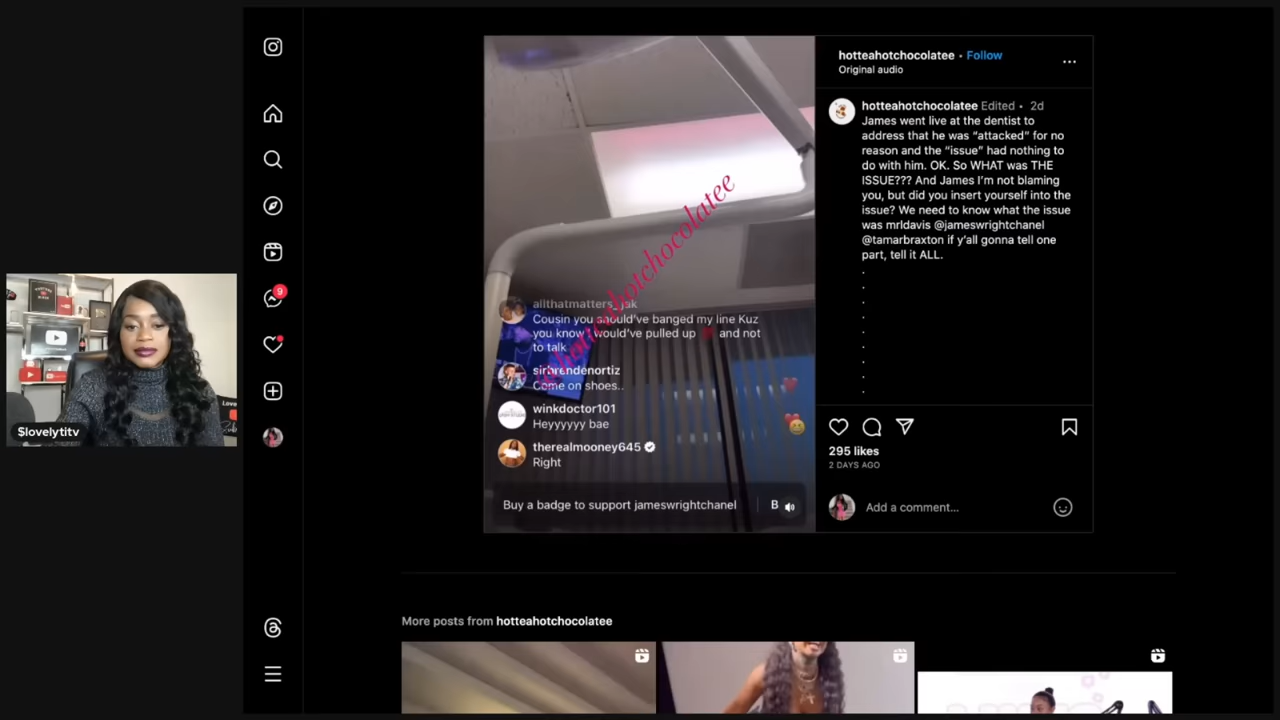 $lovelytitv
9
@hotteahotchocolatee
allthatmatters_jsk
Cousin you should've banged my line Kuz
you know I would've pulled up and not
to talk
sirbrendenortiz
Come on shoes..
winkdoctor101
Heyyyyyy bae
therealmooney645
Right
Buy a badge to support jameswrightchanel
B
hotteahotchocolatee • Follow
Original audio
hotteahotchocolatee Edited • 2d
James went live at the dentist to
address that he was “attacked” for no
reason and the “issue” had nothing to
do with him. OK. So WHAT was THE
ISSUE??? And James I’m not blaming
you, but did you insert yourself into the
issue? We need to know what the issue
was mrldavis @jameswrightchanel
@tamarbraxton if y’all gonna tell one
part, tell it ALL.
.
.
.
.
.
.
.
.
.
295 likes
2 DAYS AGO
Add a comment...
More posts from hotteahotchocolatee